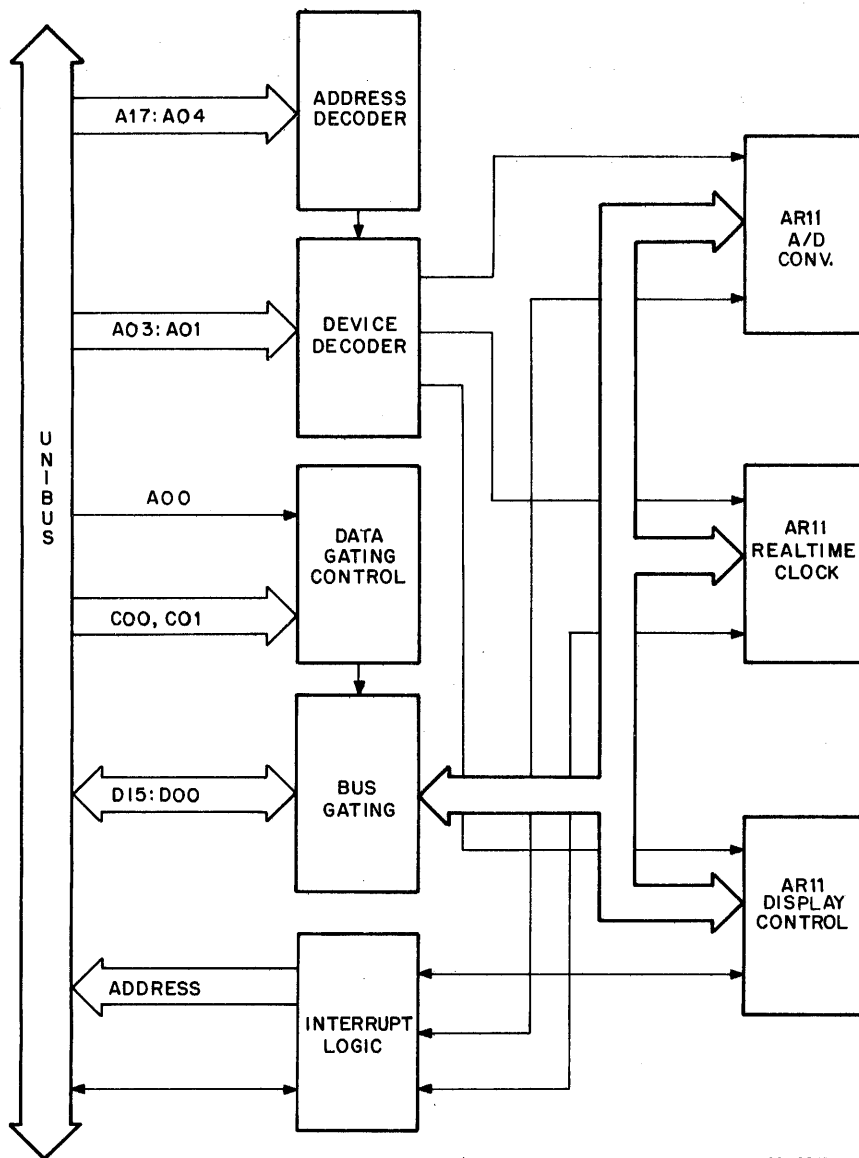 ADDRESS
DECODER
A17:A04
AR11
A/D
CONV.
DEVICE
DECODER
A03:A01
UNIBUS
A00
DATA
GATING
CONTROL
AR11
REALTIME
CLOCK
C00, C01
BUS
GATING
D15:D00
AR11
DISPLAY
CONTROL
ADDRESS
INTERRUPT
LOGIC